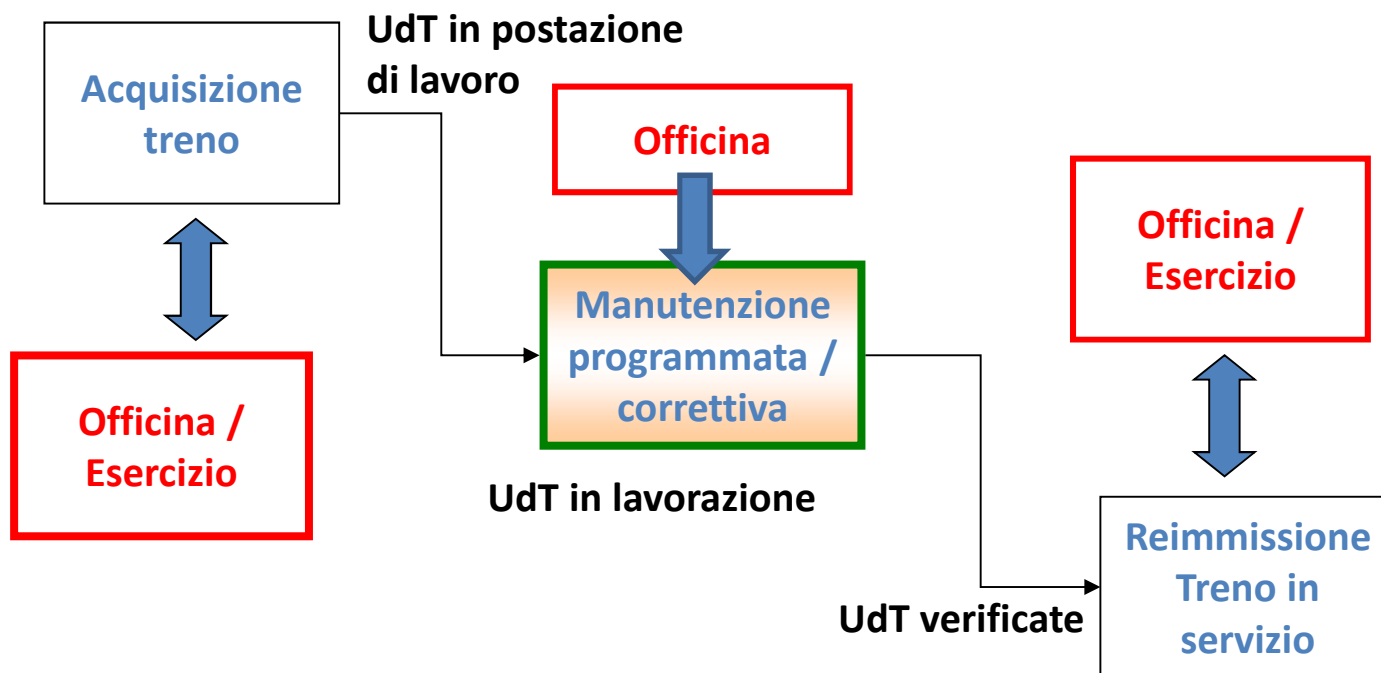 UdT in postazione
di lavoro
Acquisizione
treno
Officina
Officina /
Esercizio
Manutenzione
programmata /
correttiva
Officina /
Esercizio
UdT in lavorazione
Reimmissione
Treno in
servizio
UdT verificate